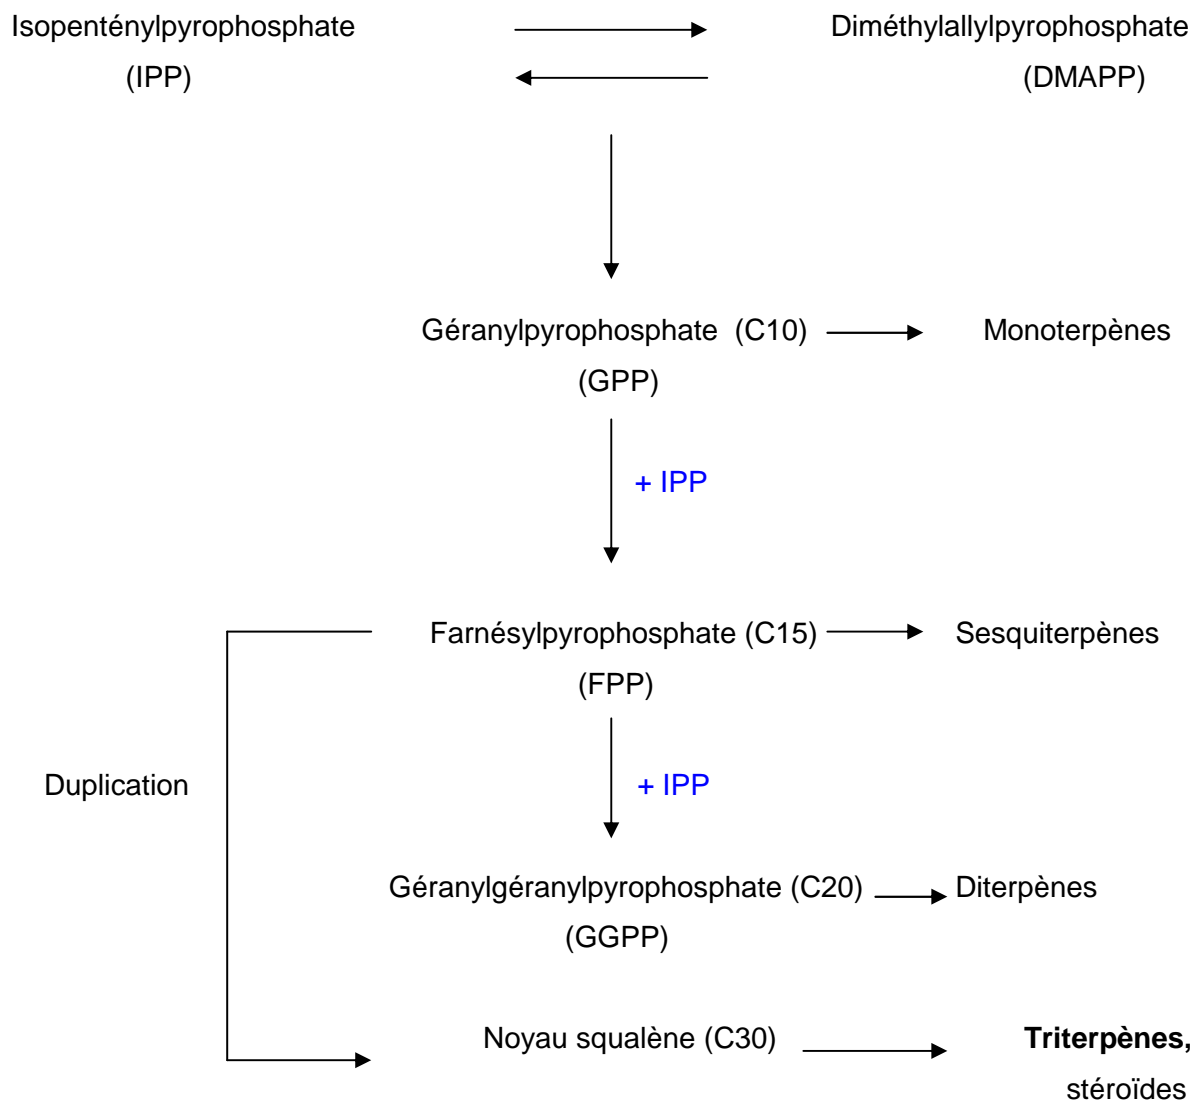 Isopenténylpyrophosphate
Diméthylallylpyrophosphate
(IPP)
(DMAPP)
Géranylpyrophosphate (C10)
Monoterpènes
(GPP)
+ IPP
Farnésylpyrophosphate (C15)
Sesquiterpènes
(FPP)
Duplication
+ IPP
Géranylgéranylpyrophosphate (C20)
Diterpènes
(GGPP)
Noyau squalène (C30)
Triterpènes,
stéroïdes